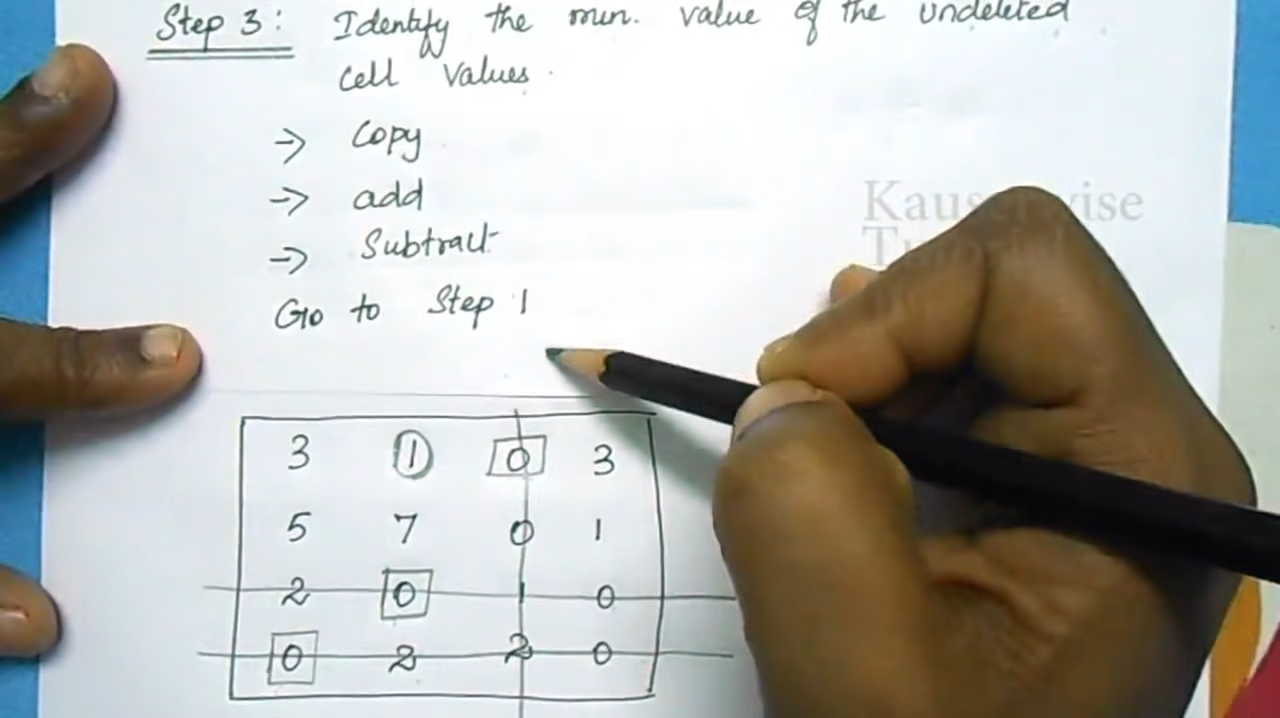 Step 3: Identify the min. value of the undeleted
cell values.
-> Copy
-> add
-> Subtract
Go to Step 1
3 1 0 3
5 7 0 1
2 0 1 0
0 2 2 0